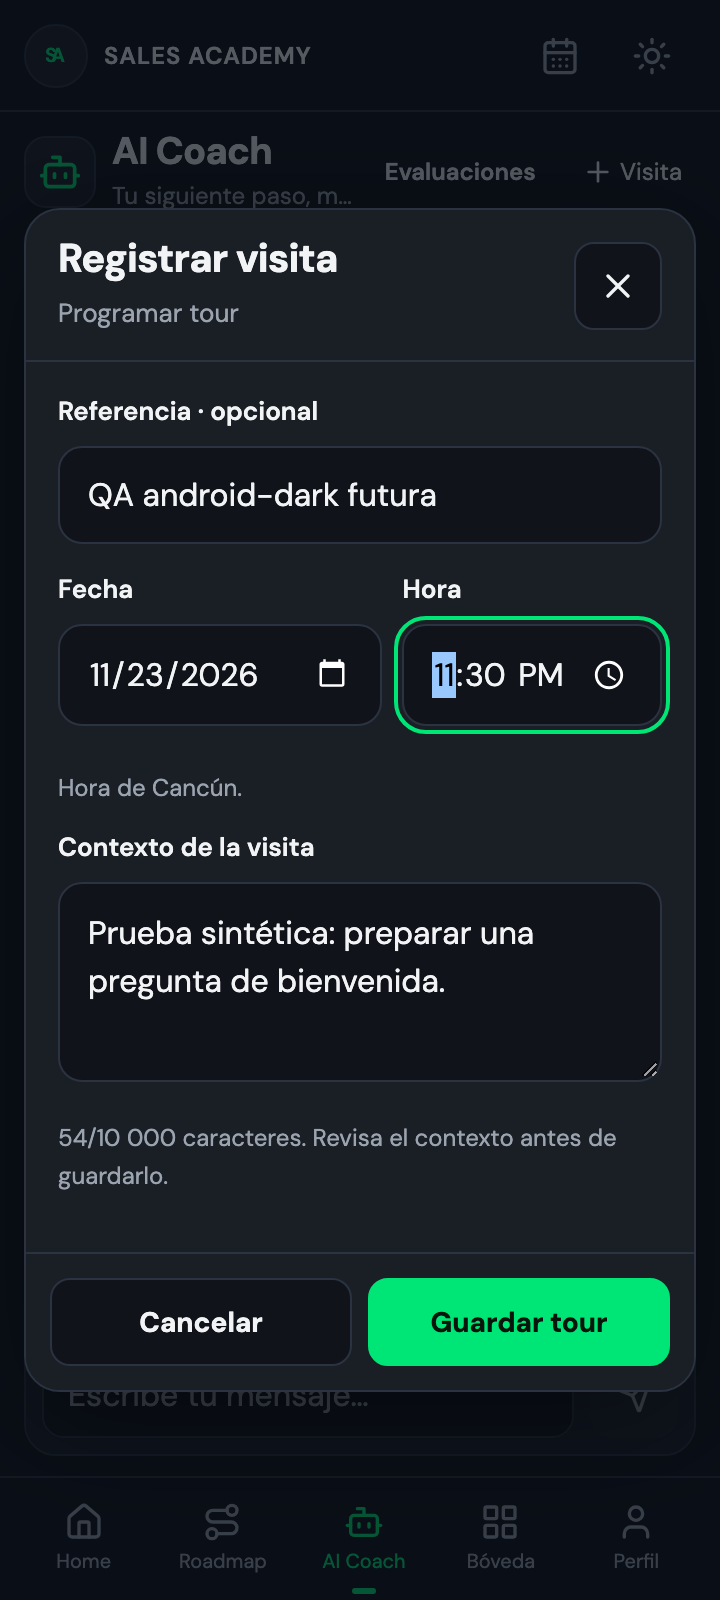 SA SALES ACADEMY
AI Coach
Tu siguiente paso, m...
Evaluaciones
Visita
Registrar visita
Programar tour
Referencia · opcional
QA android-dark futura
Fecha
Hora
11/23/2026
11:30 PM
Hora de Cancún.
Contexto de la visita
Prueba sintética: preparar una
pregunta de bienvenida.
54/10 000 caracteres. Revisa el contexto antes de
guardarlo.
Cancelar
Guardar tour
Escribe tu mensaje...
Home
Roadmap
AI Coach
Bóveda
Perfil